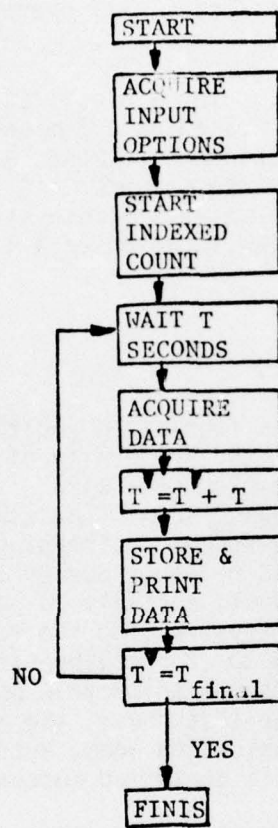 START
ACQUIRE
INPUT
OPTIONS
START
INDEXED
COUNT
WAIT T
SECONDS
ACQUIRE
DATA
T' =T' + T
STORE &
PRINT
DATA
T' =T final
NO
YES
FINIS